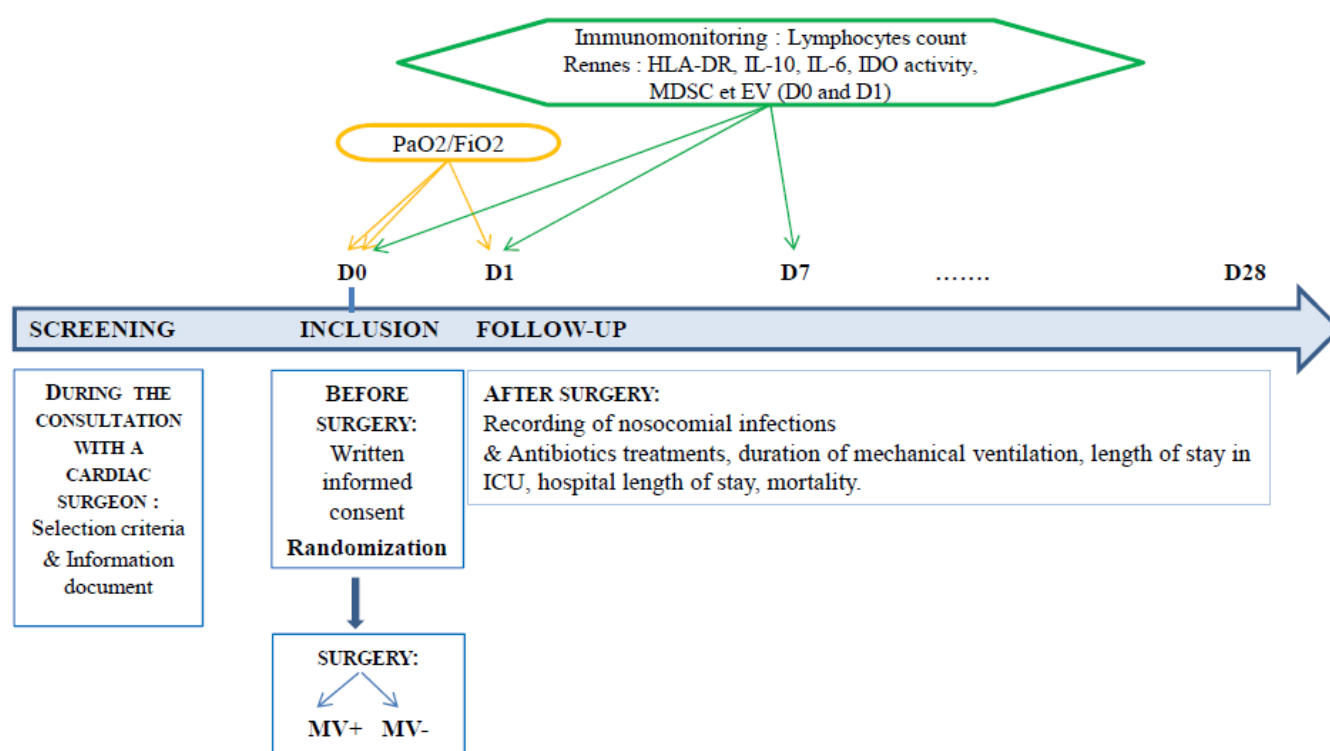 Immunomonitoring : Lymphocytes count
Rennes : HLA-DR, IL-10, IL-6, IDO activity,
MDSC et EV (D0 and D1)
PaO2/FiO2
D0 D1 D7 ……. D28
SCREENING INCLUSION FOLLOW-UP
DURING THE
CONSULTATION
WITH A
CARDIAC
SURGEON :
Selection criteria
& Information
document
BEFORE
SURGERY:
Written
informed
consent
Randomization
AFTER SURGERY:
Recording of nosocomial infections
& Antibiotics treatments, duration of mechanical ventilation, length of stay in
ICU, hospital length of stay, mortality.
SURGERY:
MV+ MV-